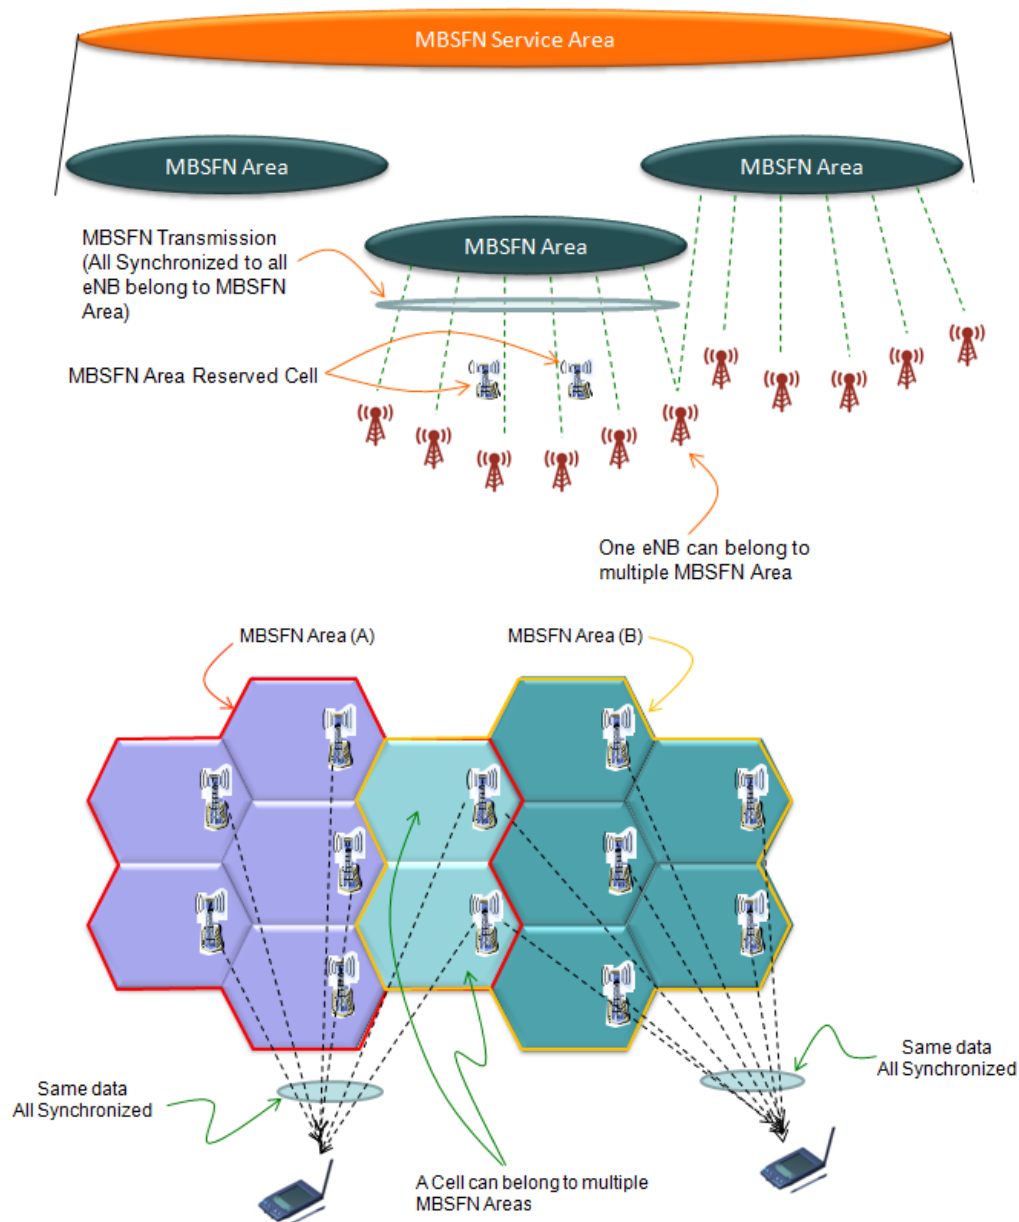 MBSFN Service Area
MBSFN Area
MBSFN Area
MBSFN Transmission
(All Synchronized to all
eNB belong to MBSFN
Area)
MBSFN Area
MBSFN Area Reserved Cell
One eNB can belong to
multiple MBSFN Area
MBSFN Area (A)
MBSFN Area (B)
Same data
All Synchronized
Same data
All Synchronized
A Cell can belong to multiple
MBSFN Areas